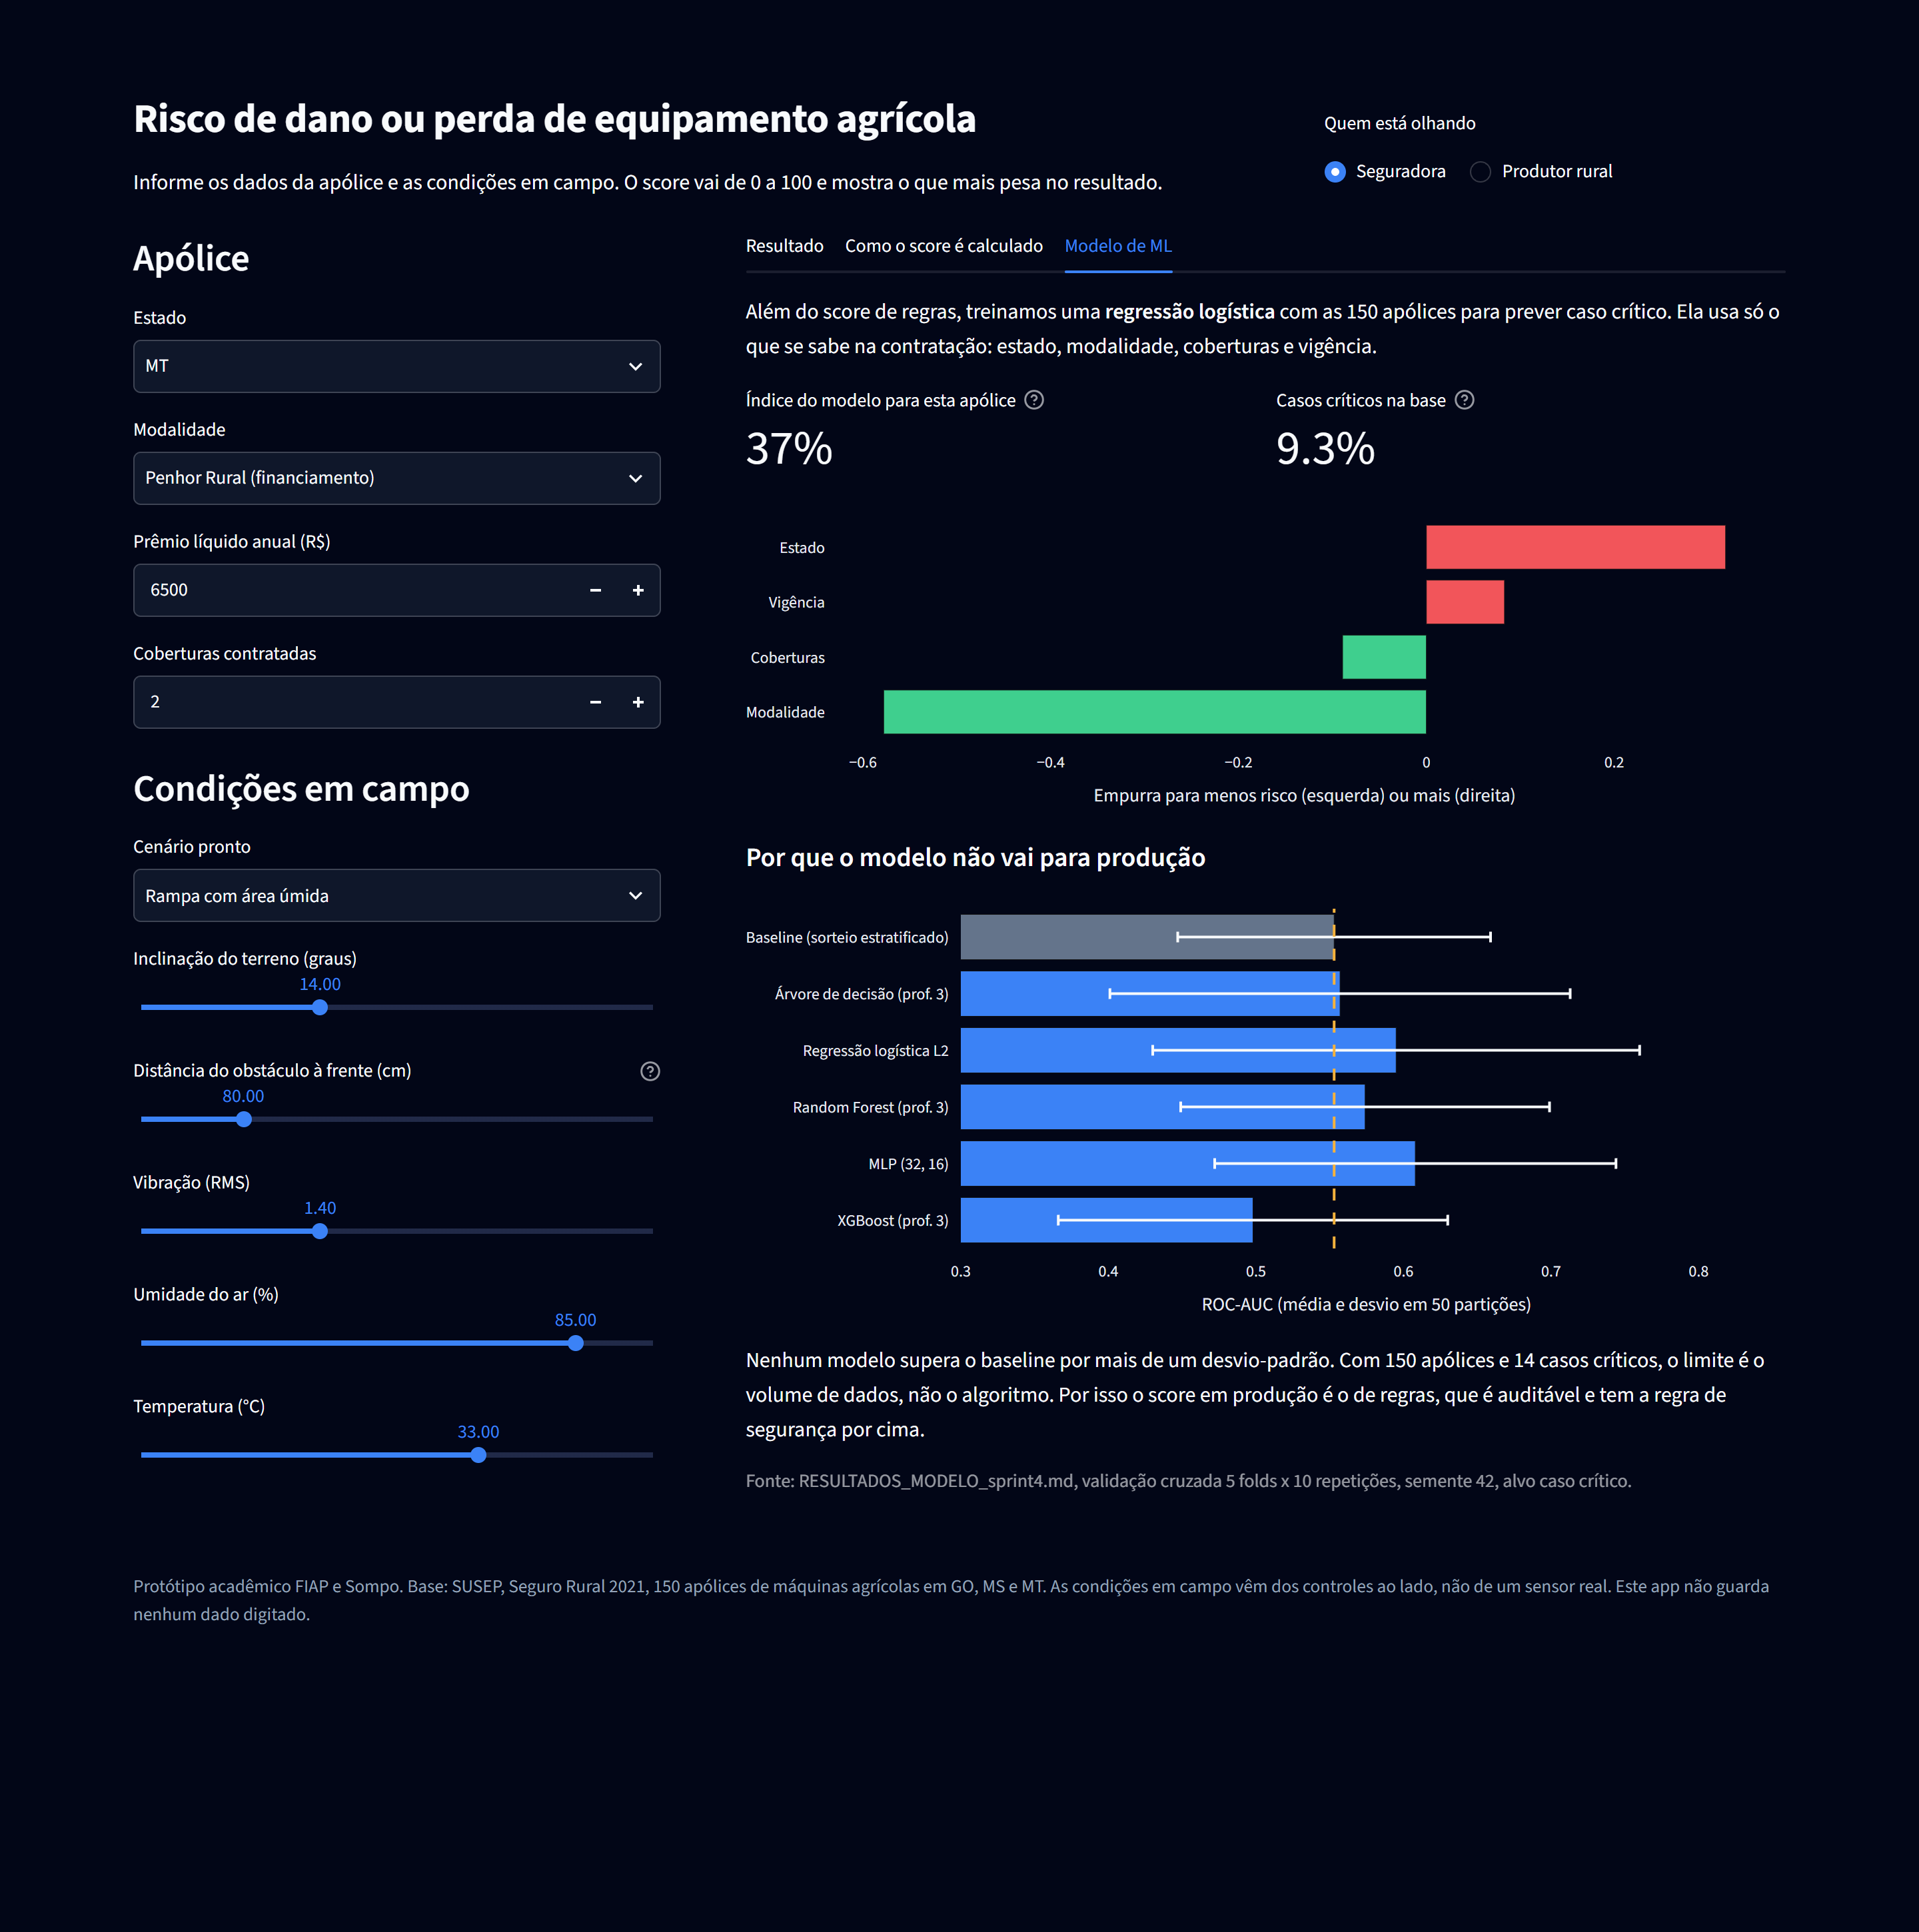 Risco de dano ou perda de equipamento agrícola
Informe os dados da apólice e as condições em campo. O score vai de 0 a 100 e mostra o que mais pesa no resultado.
Quem está olhando
Seguradora
Produtor rural
Apólice
Estado
MT
Modalidade
Penhor Rural (financiamento)
Prêmio líquido anual (R$)
6500
Coberturas contratadas
2
Condições em campo
Cenário pronto
Rampa com área úmida
Inclinação do terreno (graus)
14.00
Distância do obstáculo à frente (cm)
80.00
Vibração (RMS)
1.40
Umidade do ar (%)
85.00
Temperatura (°C)
33.00
Resultado
Como o score é calculado
Modelo de ML
Além do score de regras, treinamos uma regressão logística com as 150 apólices para prever caso crítico. Ela usa só o
que se sabe na contratação: estado, modalidade, coberturas e vigência.
Índice do modelo para esta apólice
37%
Casos críticos na base
9.3%
Estado
Vigência
Coberturas
Modalidade
−0.6
−0.4
−0.2
0
0.2
Empurra para menos risco (esquerda) ou mais (direita)
Por que o modelo não vai para produção
Baseline (sorteio estratificado)
Árvore de decisão (prof. 3)
Regressão logística L2
Random Forest (prof. 3)
MLP (32, 16)
XGBoost (prof. 3)
0.3
0.4
0.5
0.6
0.7
0.8
ROC-AUC (média e desvio em 50 partições)
Nenhum modelo supera o baseline por mais de um desvio-padrão. Com 150 apólices e 14 casos críticos, o limite é o
volume de dados, não o algoritmo. Por isso o score em produção é o de regras, que é auditável e tem a regra de
segurança por cima.
Fonte: RESULTADOS_MODELO_sprint4.md, validação cruzada 5 folds x 10 repetições, semente 42, alvo caso crítico.
Protótipo acadêmico FIAP e Sompo. Base: SUSEP, Seguro Rural 2021, 150 apólices de máquinas agrícolas em GO, MS e MT. As condições em campo vêm dos controles ao lado, não de um sensor real. Este app não guarda
nenhum dado digitado.